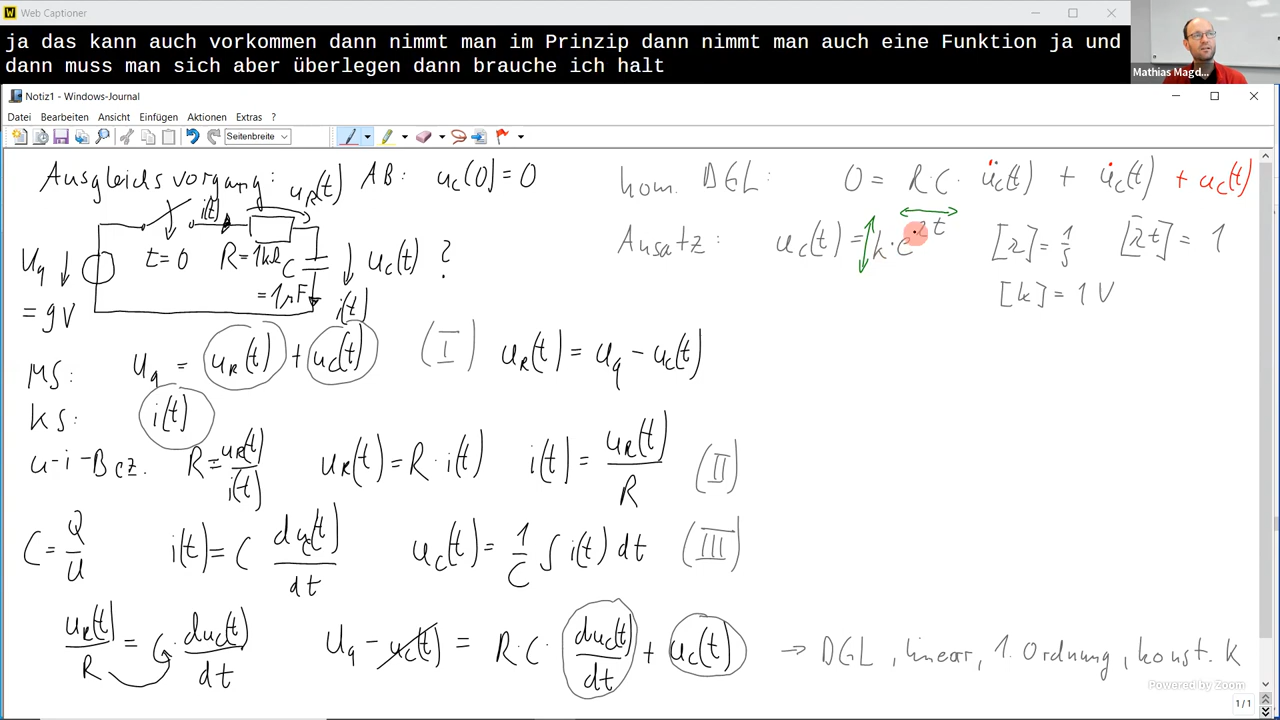 Web Captioner
ja das kann auch vorkommen dann nimmt man im Prinzip dann nimmt man auch eine Funktion ja und
dann muss man sich aber überlegen dann brauche ich halt
Mathias Magd...
Notiz1 - Windows-Journal
Datei Bearbeiten Ansicht Einfügen Aktionen Extras ?
Seitenbreite
Ausgleichsvorgang: u_R(t) AB: u_C(0) = 0
hom. DGL: 0 = R·C· ü_C(t) + u̇_C(t) + u_C(t)
i(t)
U_q t=0 R=1kΩ C u_C(t) ?
Ansatz: u_C(t) = k·e^{λt} [λ] = 1/s [λt] = 1
= 9V = 1µF i(t)
[k] = 1 V
MS: U_q = u_R(t) + u_C(t) (I) u_R(t) = U_q - u_C(t)
KS: i(t)
u-i-Bez. R = u_R(t)/i(t) u_R(t) = R · i(t) i(t) = u_R(t)/R (II)
C = Q/U i(t) = C du_C(t)/dt u_C(t) = 1/C ∫ i(t) dt (III)
u_R(t)/R = C · du_C(t)/dt U_q - u_C(t) = R·C· du_C(t)/dt + u_C(t) → DGL, linear, 1. Ordnung, konst. K
Powered by Zoom
1/1